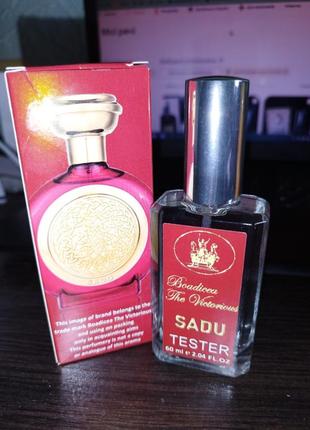 This image of brand belongs to the
trade mark Boadicea The Victorious
and using on packing
only in acquainting aims
This perfumery is not a copy
or analogue of this aroma
Boadicea
The Victorious
SADU
TESTER
60 ml ℮ 2.04 FL.OZ